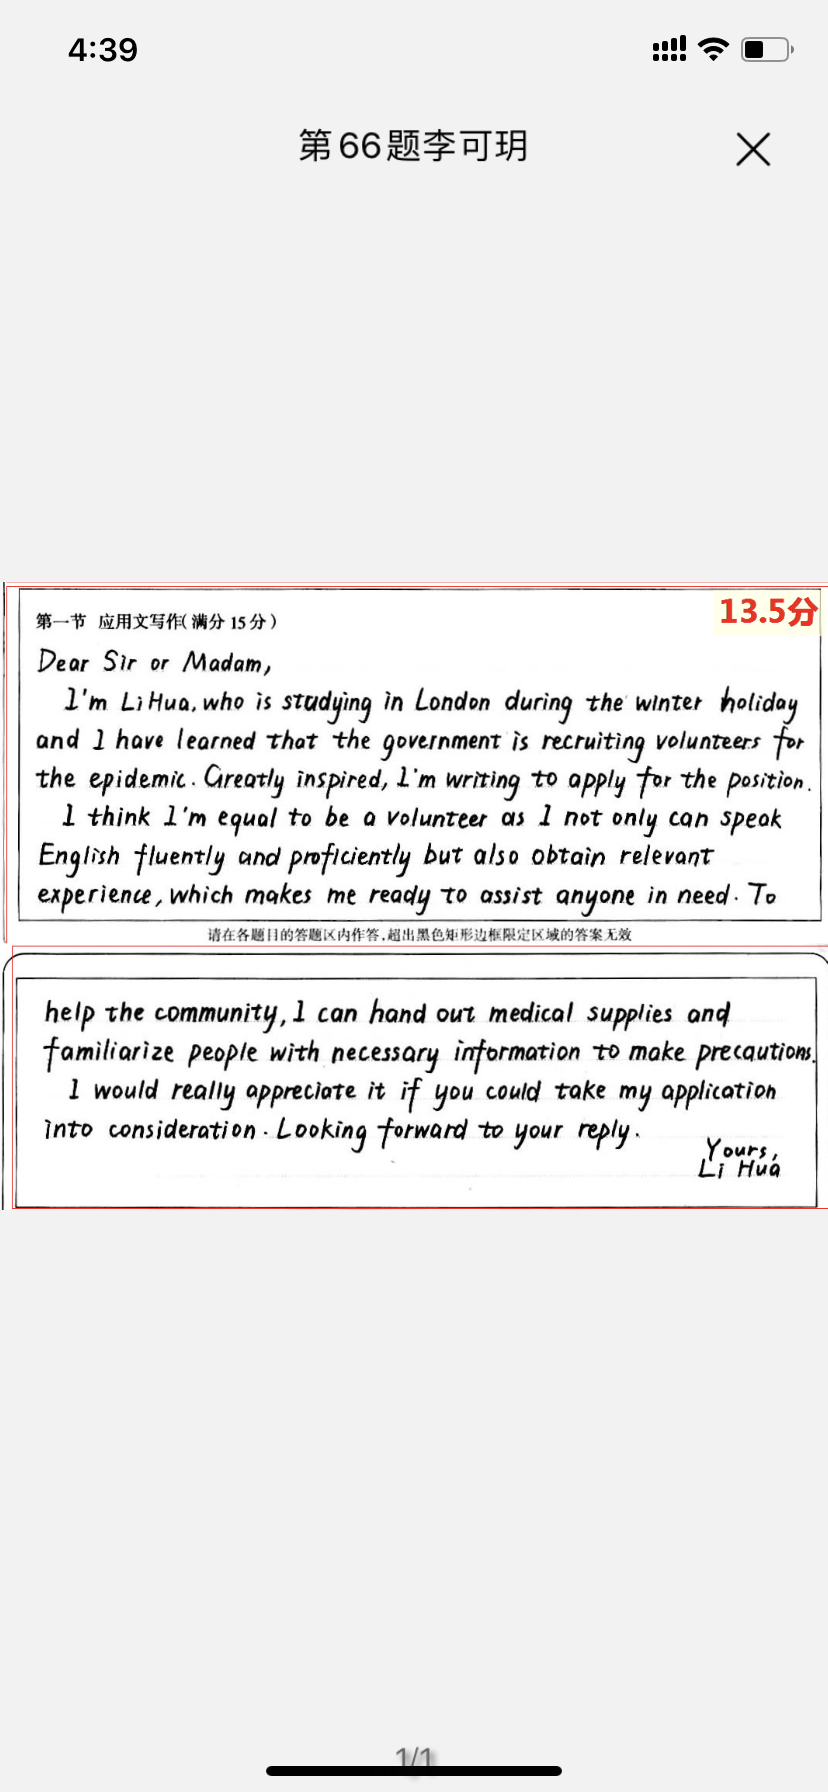 4:39
第66题李可玥
13.5分
第一节 应用文写作(满分15分)
Dear Sir or Madam,
I'm Li Hua, who is studying in London during the winter holiday
and I have learned that the government is recruiting volunteers for
the epidemic. Greatly inspired, I'm writing to apply for the position.
I think I'm equal to be a volunteer as I not only can speak
English fluently and proficiently but also obtain relevant
experience, which makes me ready to assist anyone in need. To
请在各题目的答题区内作答,超出黑色矩形边框限定区域的答案无效
help the community, I can hand out medical supplies and
familiarize people with necessary information to make precautions.
I would really appreciate it if you could take my application
into consideration. Looking forward to your reply.
Yours,
Li Hua
1/1